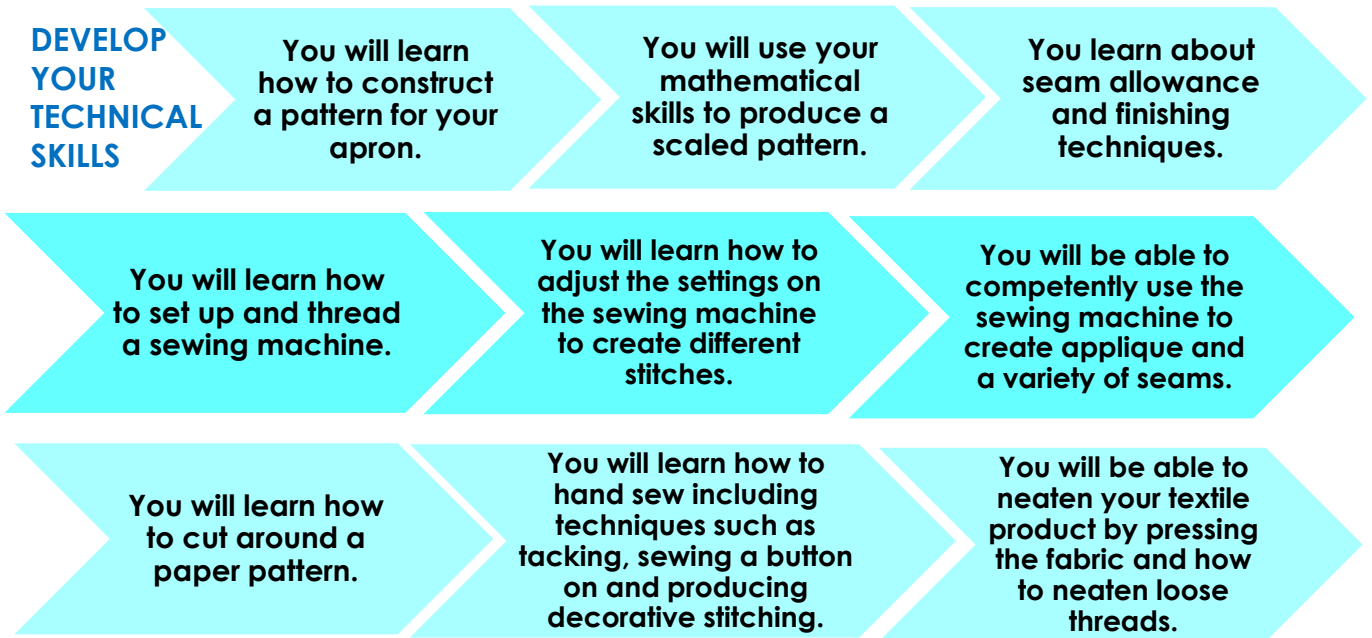 DEVELOP
YOUR
TECHNICAL
SKILLS
You will learn
how to construct
a pattern for your
apron.
You will use your
mathematical
skills to produce a
scaled pattern.
You learn about
seam allowance
and finishing
techniques.
You will learn how
to set up and thread
a sewing machine.
You will learn how to
adjust the settings on
the sewing machine
to create different
stitches.
You will be able to
competently use the
sewing machine to
create applique and
a variety of seams.
You will learn how
to cut around a
paper pattern.
You will learn how to
hand sew including
techniques such as
tacking, sewing a button
on and producing
decorative stitching.
You will be able to
neaten your textile
product by pressing
the fabric and how
to neaten loose
threads.